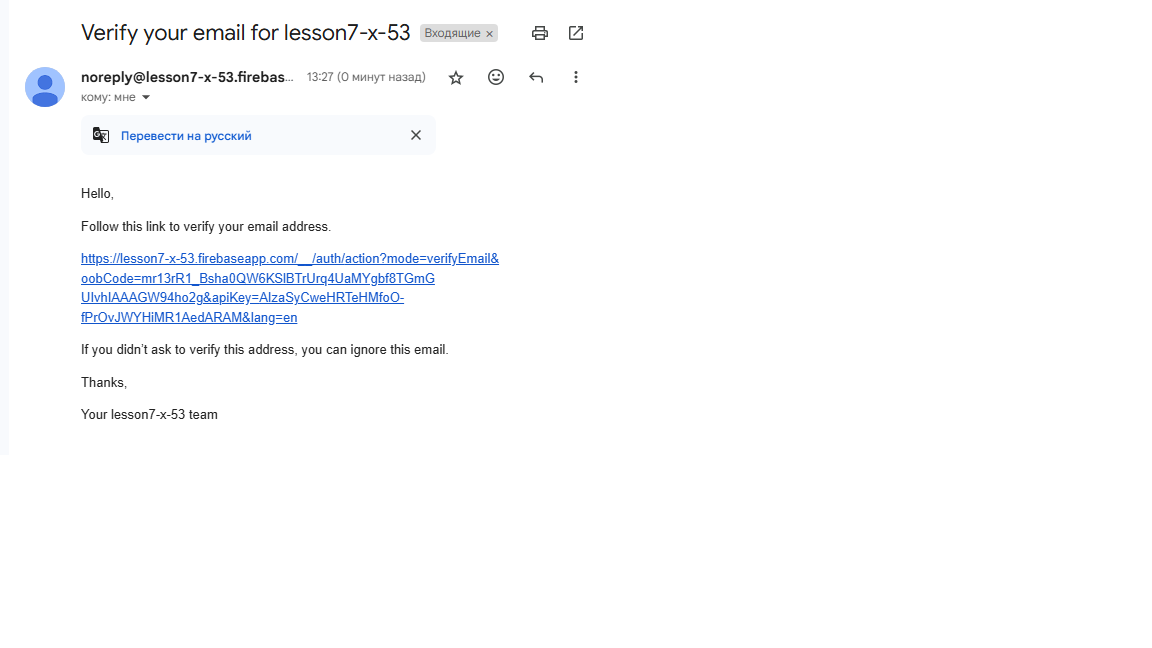 Verify your email for lesson7-x-53 Входящие ×
noreply@lesson7-x-53.firebas... 13:27 (0 минут назад)
кому: мне
Перевести на русский
Hello,
Follow this link to verify your email address.
https://lesson7-x-53.firebaseapp.com/__/auth/action?mode=verifyEmail&
oobCode=mr13rR1_Bsha0QW6KSlBTrUrq4UaMYgbf8TGmG
UIvhIAAAGW94ho2g&apiKey=AIzaSyCweHRTeHMfoO-
fPrOvJWYHiMR1AedARAM&lang=en
If you didn’t ask to verify this address, you can ignore this email.
Thanks,
Your lesson7-x-53 team